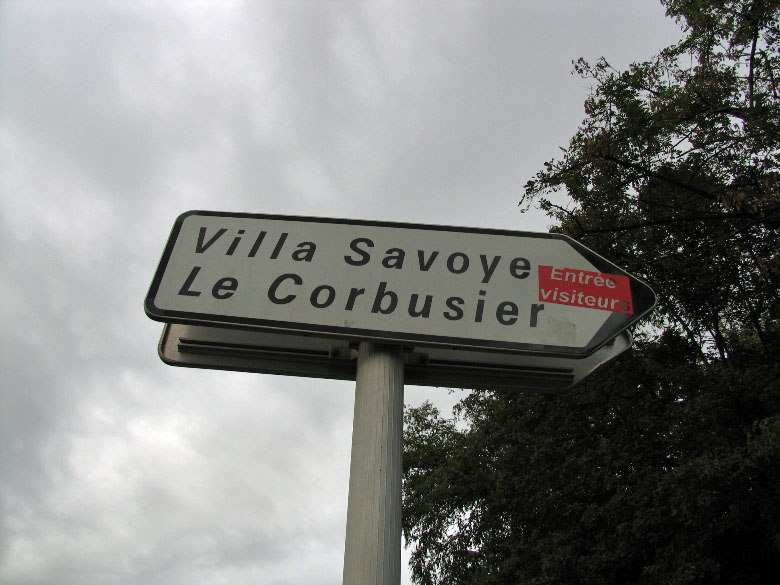 Villa Savoye
Le Corbusier
Entrée
visiteurs